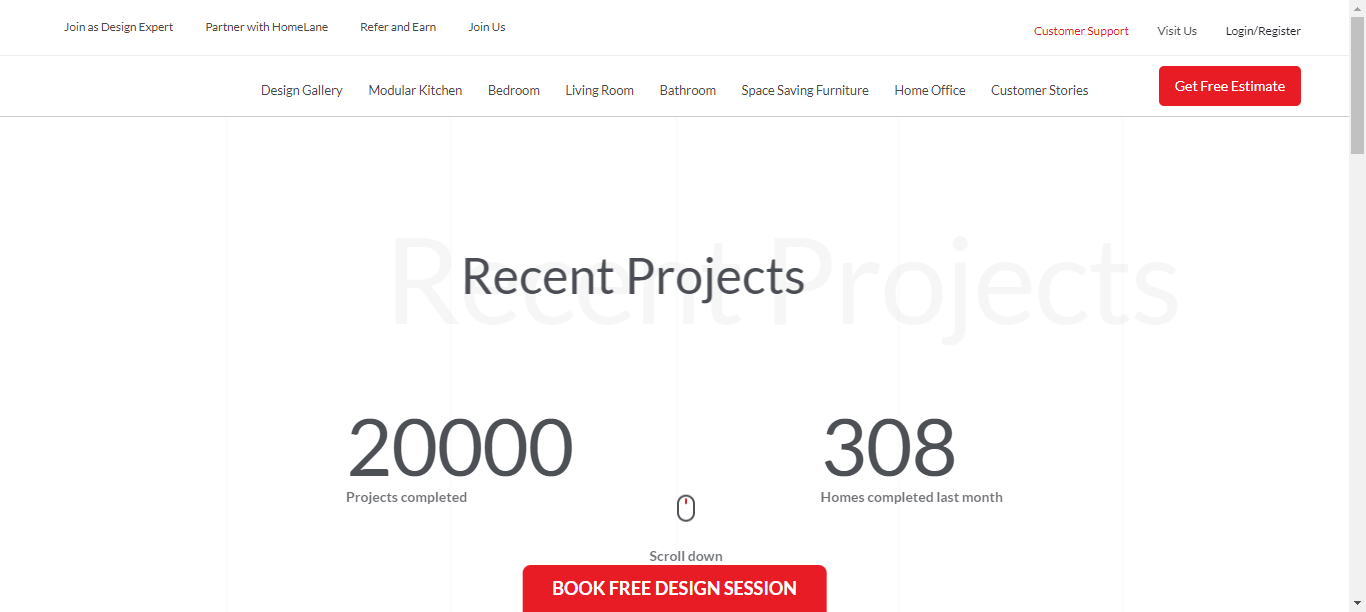 Join as Design Expert Partner with HomeLane Refer and Earn Join Us Customer Support Visit Us Login/Register
Design Gallery Modular Kitchen Bedroom Living Room Bathroom Space Saving Furniture Home Office Customer Stories Get Free Estimate
Recent Projects
Recent Projects
20000 308
Projects completed Homes completed last month
Scroll down
BOOK FREE DESIGN SESSION